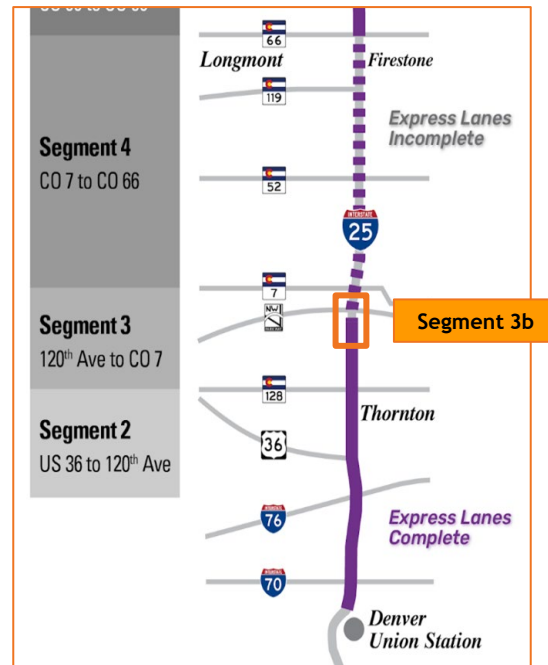 66
Longmont
Firestone
119
Express Lanes
Incomplete
Segment 4
CO 7 to CO 66
52
INTERSTATE
25
7
NW
Segment 3b
Segment 3
120th Ave to CO 7
128
Thornton
Segment 2
US 36 to 120th Ave
36
76
Express Lanes
Complete
70
Denver
Union Station